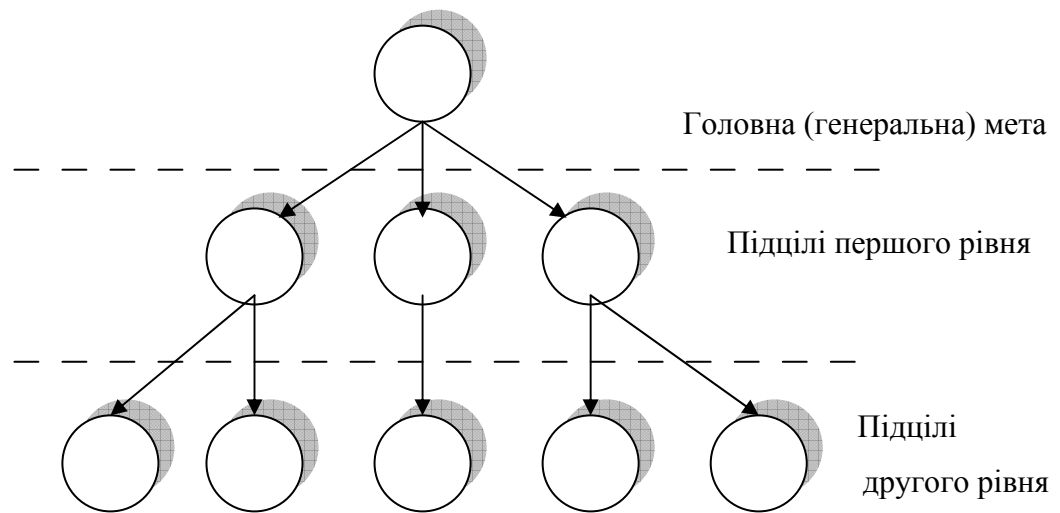 Головна (генеральна) мета
Підцілі першого рівня
Підцілі
другого рівня